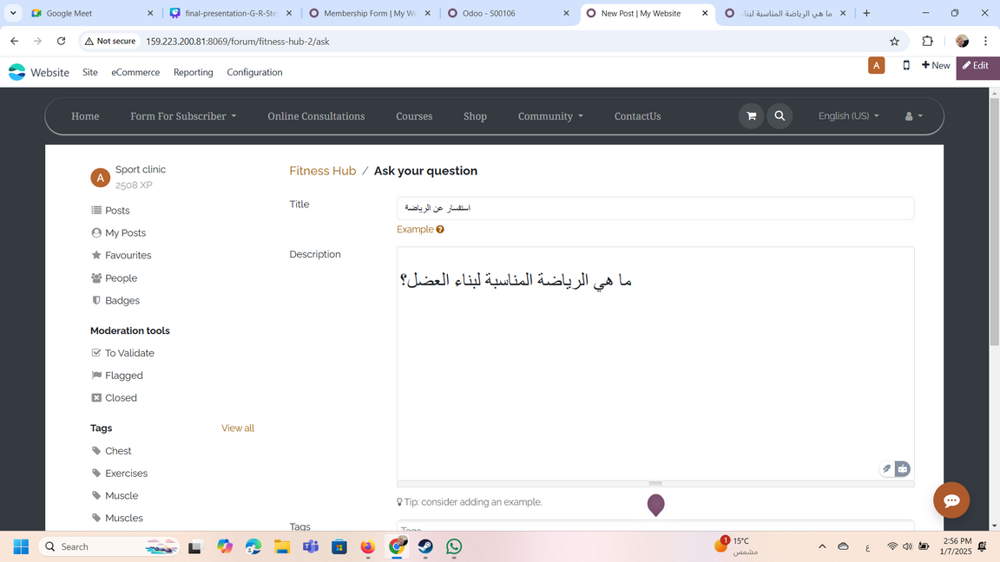 Google Meet
final-presentation-G-R-Ste
Membership Form | My We
Odoo - S00106
New Post | My Website
ما هي الرياضة المناسبة لبنا
Not secure
159.223.200.81:8069/forum/fitness-hub-2/ask
Website
Site
eCommerce
Reporting
Configuration
A
New
Edit
Home
Form For Subscriber
Online Consultations
Courses
Shop
Community
ContactUs
English (US)
A
Sport clinic
2508 XP
Posts
My Posts
Favourites
People
Badges
Moderation tools
To Validate
Flagged
Closed
Tags
View all
Chest
Exercises
Muscle
Muscles
Fitness Hub / Ask your question
Title
استفسار عن الرياضة
Example
Description
ما هي الرياضة المناسبة لبناء العضل؟
Tip: consider adding an example.
Tags
Tags
Search
1
15°C
مشمس
ع
2:56 PM
1/7/2025